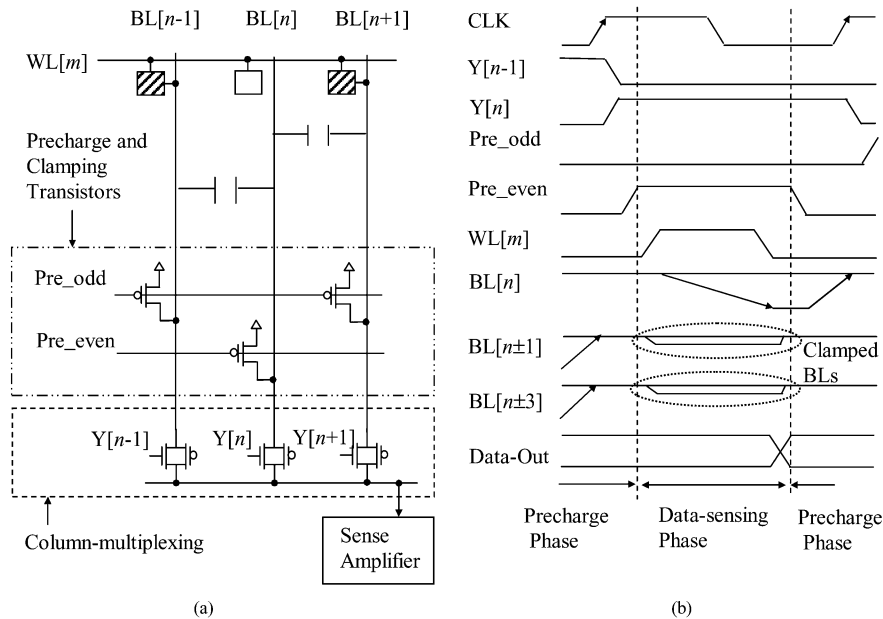 BL[n-1] BL[n] BL[n+1]
WL[m]
Precharge and
Clamping
Transistors
Pre_odd
Pre_even
Y[n-1] Y[n] Y[n+1]
Column-multiplexing
Sense
Amplifier
(a)
CLK
Y[n-1]
Y[n]
Pre_odd
Pre_even
WL[m]
BL[n]
BL[n±1]
Clamped
BLs
BL[n±3]
Data-Out
Precharge
Phase
Data-sensing
Phase
Precharge
Phase
(b)